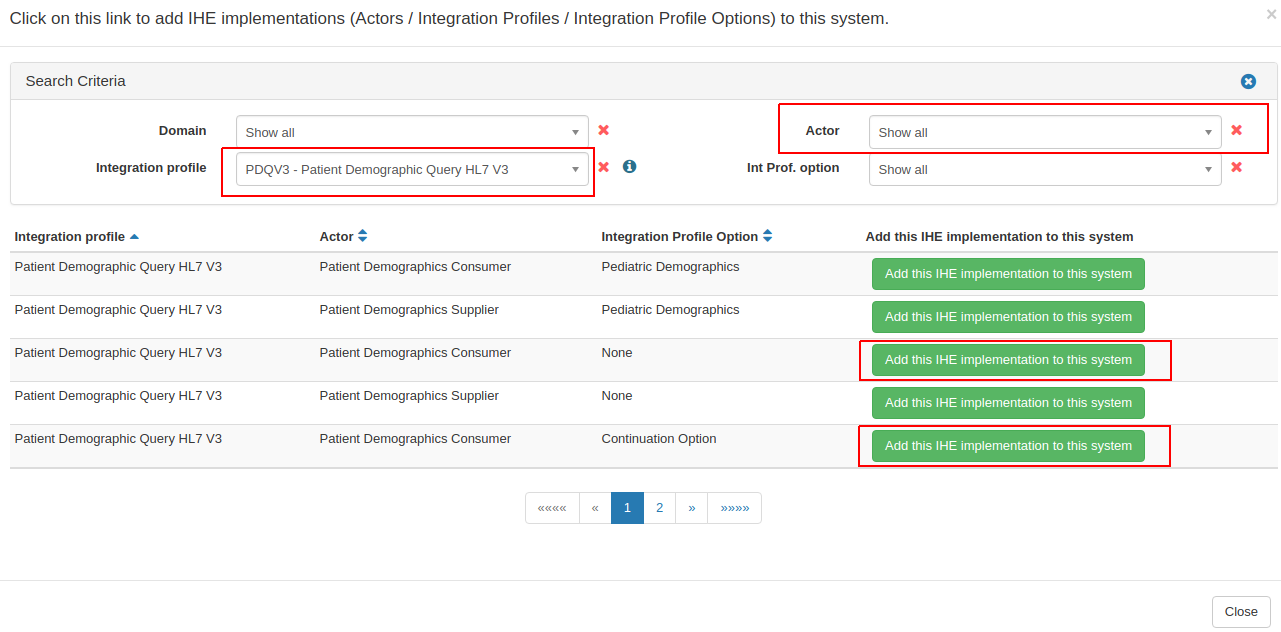 Click on this link to add IHE implementations (Actors / Integration Profiles / Integration Profile Options) to this system. ×
Search Criteria
Domain Show all Actor Show all
Integration profile PDQV3 - Patient Demographic Query HL7 V3 Int Prof. option Show all
Integration profile Actor Integration Profile Option Add this IHE implementation to this system
Patient Demographic Query HL7 V3 Patient Demographics Consumer Pediatric Demographics Add this IHE implementation to this system
Patient Demographic Query HL7 V3 Patient Demographics Supplier Pediatric Demographics Add this IHE implementation to this system
Patient Demographic Query HL7 V3 Patient Demographics Consumer None Add this IHE implementation to this system
Patient Demographic Query HL7 V3 Patient Demographics Supplier None Add this IHE implementation to this system
Patient Demographic Query HL7 V3 Patient Demographics Consumer Continuation Option Add this IHE implementation to this system
«««« « 1 2 » »»»»
Close